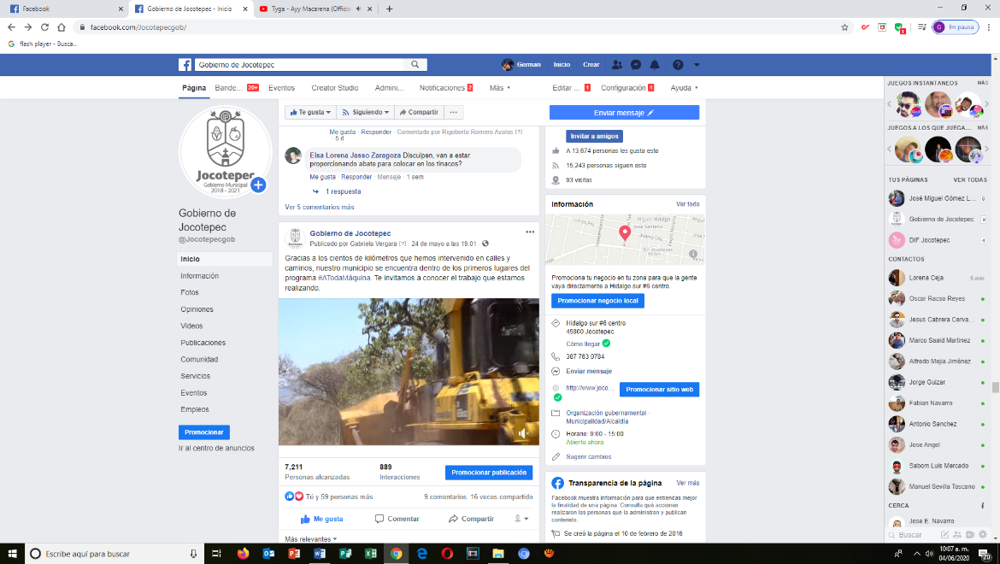 Facebook
Gobierno de Jocotepec - Inicio
Tyga - Ayy Macarena (Officia
facebook.com/Jocotepecgob/
En pausa
flash player - Busca...
Gobierno de Jocotepec
German
Inicio
Crear
Página
Bande...
20+
Eventos
Creator Studio
Admini...
Notificaciones
2
Más
Editar ...
1
Configuración
1
Ayuda
Jocotepec
Gobierno Municipal
2018 - 2021
Gobierno de
Jocotepec
@Jocotepecgob
Inicio
Información
Fotos
Opiniones
Videos
Publicaciones
Comunidad
Servicios
Eventos
Empleos
Promocionar
Ir al centro de anuncios
Te gusta
Siguiendo
Compartir
Enviar mensaje
Me gusta · Responder · Comentado por Rigoberto Romero Avalos (?)
· 5 d
Elsa Lorena Jasso Zaragoza Disculpen, van a estar
proporcionando abate para colocar en los tinacos?
Me gusta · Responder · Mensaje · 1 sem
1 respuesta
Ver 5 comentarios más
Gobierno de Jocotepec
Publicado por Gabriela Vergara (?) · 24 de mayo a las 19:01 ·
Gracias a los cientos de kilómetros que hemos intervenido en calles y
caminos, nuestro municipio se encuentra dentro de los primeros lugares del
programa #ATodaMáquina. Te invitamos a conocer el trabajo que estamos
realizando.
7,211
Personas alcanzadas
889
Interacciones
Promocionar publicación
Tú y 59 personas más
9 comentarios 16 veces compartido
Me gusta
Comentar
Compartir
Más relevantes
Invitar a amigos
A 13,674 personas les gusta esto
15,243 personas siguen esto
93 visitas
Información
Ver todo
Miguel Hidalgo
Jose Santana
DIF Jocotepec
Promociona tu negocio en tu zona para que la gente
vaya directamente a Hidalgo sur #6 centro.
Promocionar negocio local
Hidalgo sur #6 centro
45800 Jocotepec
Cómo llegar
387 763 0784
Enviar mensaje
http://www.joco...
Promocionar sitio web
Organización gubernamental ·
Municipalidad/Alcaldía
Horario: 9:00 - 15:00
Abierto ahora
Sugerir cambios
Transparencia de la página
Ver más
Facebook muestra información para que entiendas mejor
la finalidad de una página. Consulta qué acciones
realizaron las personas que la administran y publican
contenido.
Se creó la página el 10 de febrero de 2016
JUEGOS INSTANTÁNEOS
MÁS
JUEGOS A LOS QUE JUEGA...
MÁS
TUS PÁGINAS
VER TODAS
José Miguel Gómez L...
Gobierno de Jocotepec
DIF Jocotepec
4
CONTACTOS
Lorena Ceja
5 min
Oscar Racso Reyes
Jesus Cabrera Cerva...
Marco Saaid Martinez
Alfredo Mejia Jiménez
Jorge Guizar
Fabian Navarro
Antonio Sanchez
Jose Angel
Sabom Luis Mercado
Manuel Sevilla Toscano
CERCA
Jose E. Navarro
Buscar
Escribe aquí para buscar
10:07 a. m.
04/06/2020
20